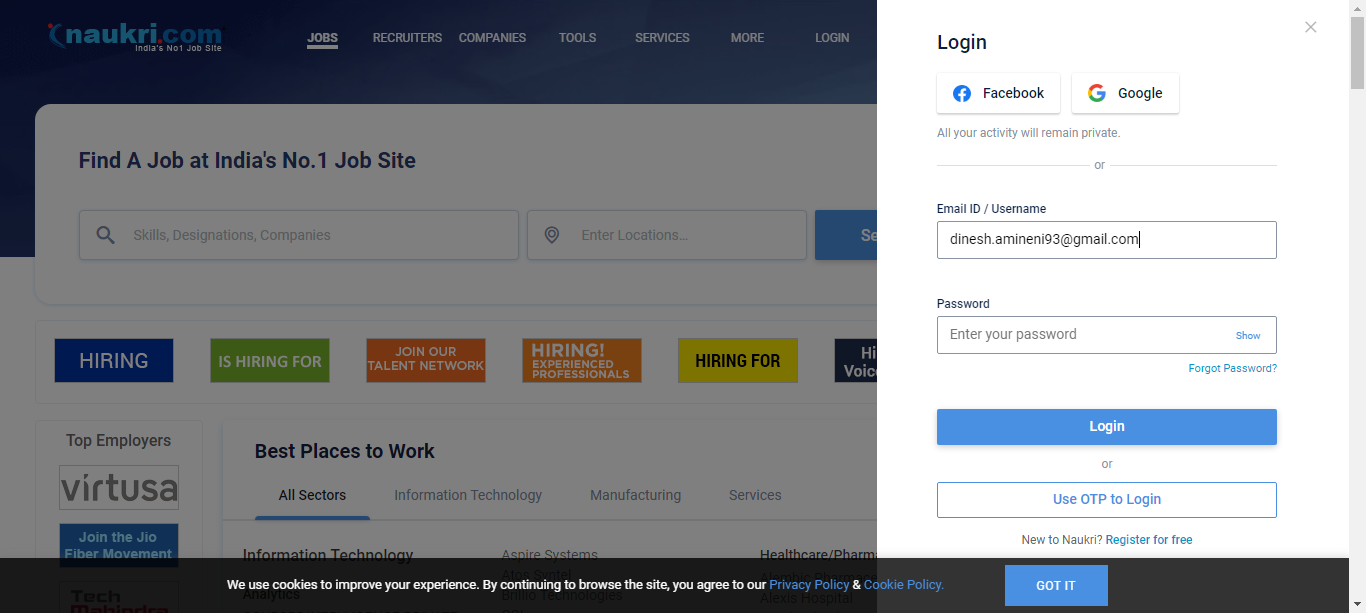 naukri.com
India's No1 Job Site
JOBS RECRUITERS COMPANIES TOOLS SERVICES MORE LOGIN
Find A Job at India's No.1 Job Site
Skills, Designations, Companies
Enter Locations...
Se
HIRING
IS HIRING FOR
JOIN OUR
TALENT NETWORK
HIRING!
EXPERIENCED
PROFESSIONALS
HIRING FOR
Hi
Voice
Top Employers
virtusa
Join the Jio
Fiber Movement
Tech
Mahindra
Best Places to Work
All Sectors Information Technology Manufacturing Services
Information Technology
Analytics
Aspire Systems
Atos Syntel
Brillio Technologies
Healthcare/Pharma
Alembic Pharmac
Alexis Hospital
Login
Facebook
Google
All your activity will remain private.
or
Email ID / Username
dinesh.amineni93@gmail.com
Password
Enter your password
Show
Forgot Password?
Login
or
Use OTP to Login
New to Naukri? Register for free
We use cookies to improve your experience. By continuing to browse the site, you agree to our Privacy Policy & Cookie Policy.
GOT IT